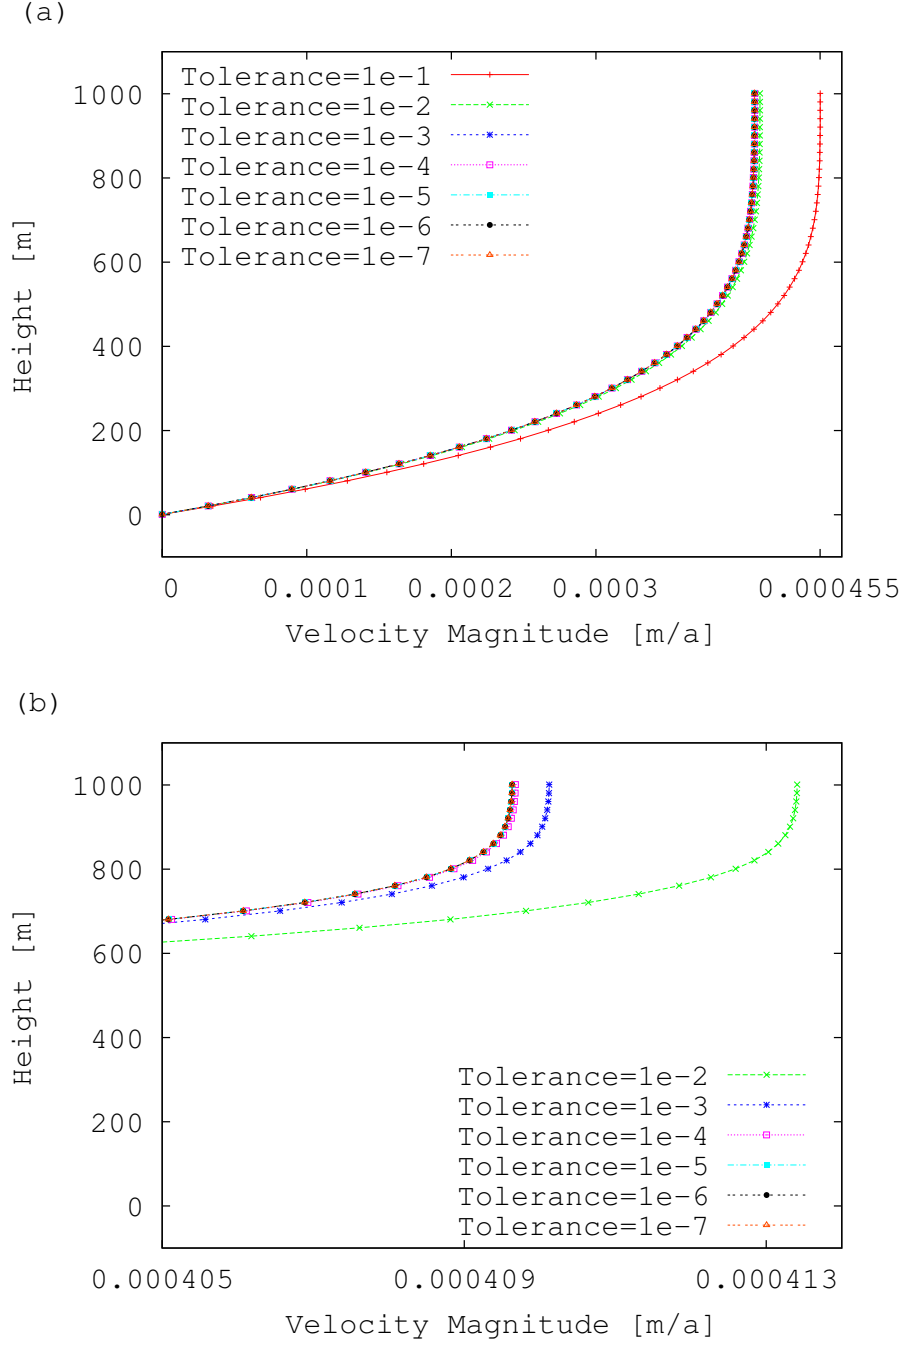 (a)
Tolerance=1e-1
Tolerance=1e-2
Tolerance=1e-3
Tolerance=1e-4
Tolerance=1e-5
Tolerance=1e-6
Tolerance=1e-7
1000
800
600
400
200
0
Height [m]
0 0.0001 0.0002 0.0003 0.000455
Velocity Magnitude [m/a]
(b)
1000
800
600
400
200
0
Height [m]
Tolerance=1e-2
Tolerance=1e-3
Tolerance=1e-4
Tolerance=1e-5
Tolerance=1e-6
Tolerance=1e-7
0.000405 0.000409 0.000413
Velocity Magnitude [m/a]